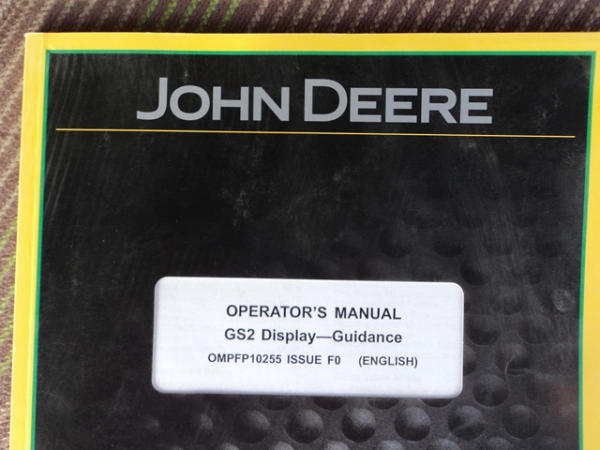 JOHN DEERE
OPERATOR'S MANUAL
GS2 Display—Guidance
OMPFP10255 ISSUE F0 (ENGLISH)